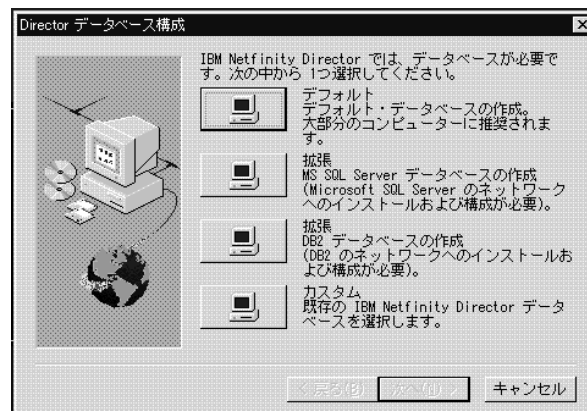 Director データベース構成
IBM Netfinity Director では、データベースが必要で
す。次の中から 1つ選択してください。
デフォルト
デフォルト・データベースの作成。
大部分のコンピューターに推奨されま
す。
拡張
MS SQL Server データベースの作成
(Microsoft SQL Server のネットワーク
へのインストールおよび構成が必要)。
拡張
DB2 データベースの作成
(DB2 のネットワークへのインストールお
よび構成が必要)。
カスタム
既存の IBM Netfinity Director データ
ベースを選択します。
< 戻る(B)
次へ(N) >
キャンセル